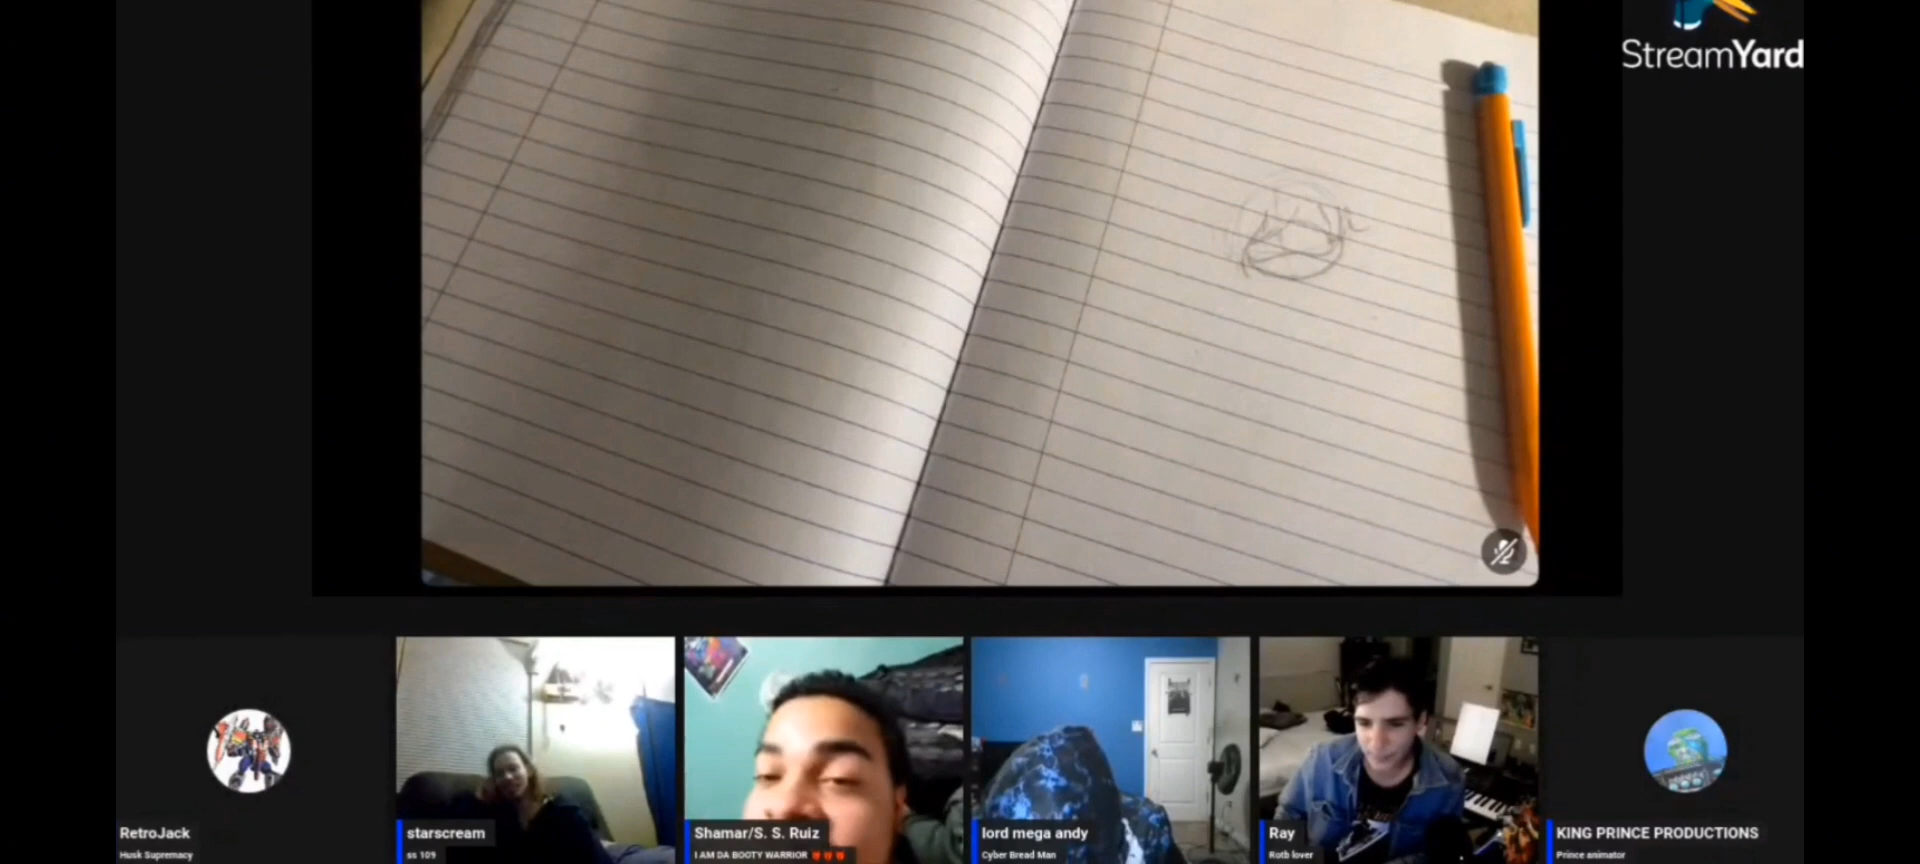 StreamYard
RetroJack
Husk Supremacy
starscream
ss 109
Shamar/S. S. Ruiz
I AM DA BOOTY WARRIOR
lord mega andy
Cyber Bread Man
Ray
Roth lover
KING PRINCE PRODUCTIONS
Prince animator